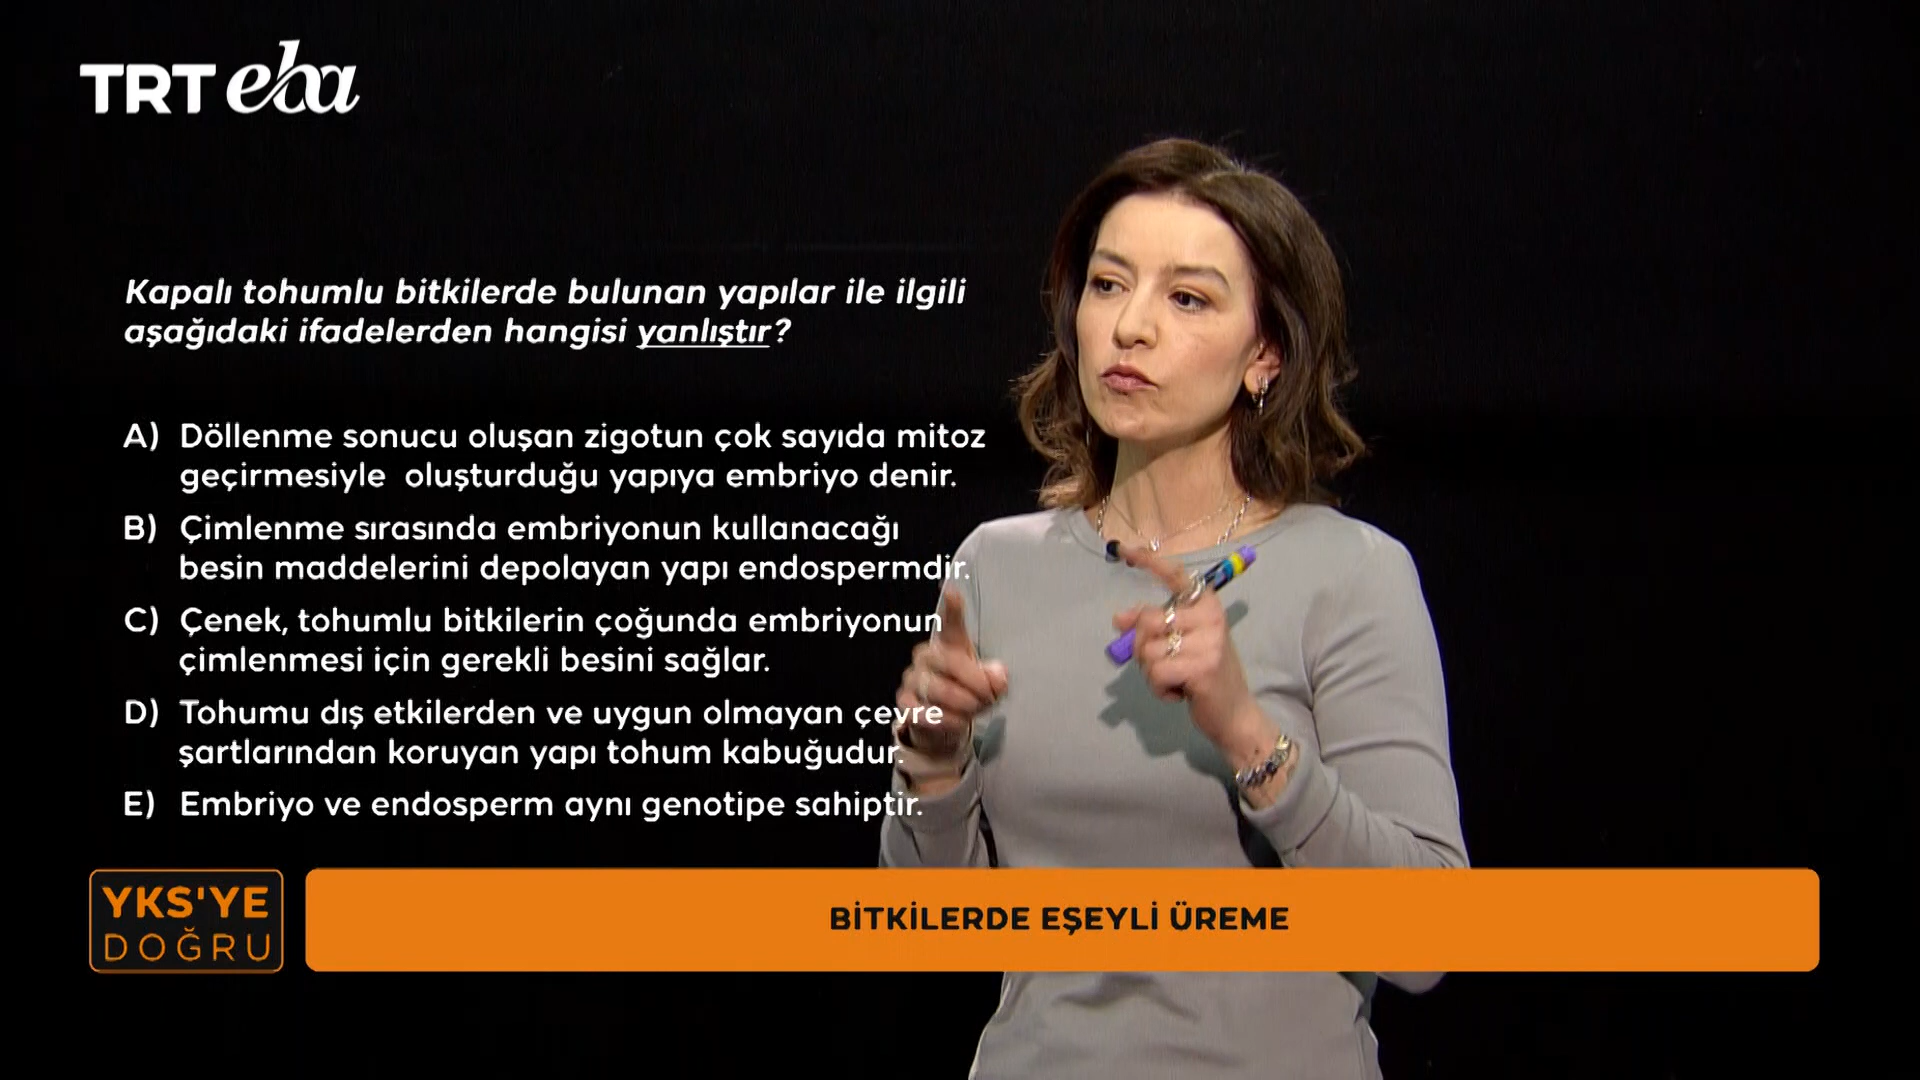 TRT eba
Kapalı tohumlu bitkilerde bulunan yapılar ile ilgili
aşağıdaki ifadelerden hangisi yanlıştır?
A) Döllenme sonucu oluşan zigotun çok sayıda mitoz
geçirmesiyle oluşturduğu yapıya embriyo denir.
B) Çimlenme sırasında embriyonun kullanacağı
besin maddelerini depolayan yapı endospermdir.
C) Çenek, tohumlu bitkilerin çoğunda embriyonun
çimlenmesi için gerekli besini sağlar.
D) Tohumu dış etkilerden ve uygun olmayan çevre
şartlarından koruyan yapı tohum kabuğudur.
E) Embriyo ve endosperm aynı genotipe sahiptir.
YKS'YE
DOĞRU
BİTKİLERDE EŞEYLİ ÜREME